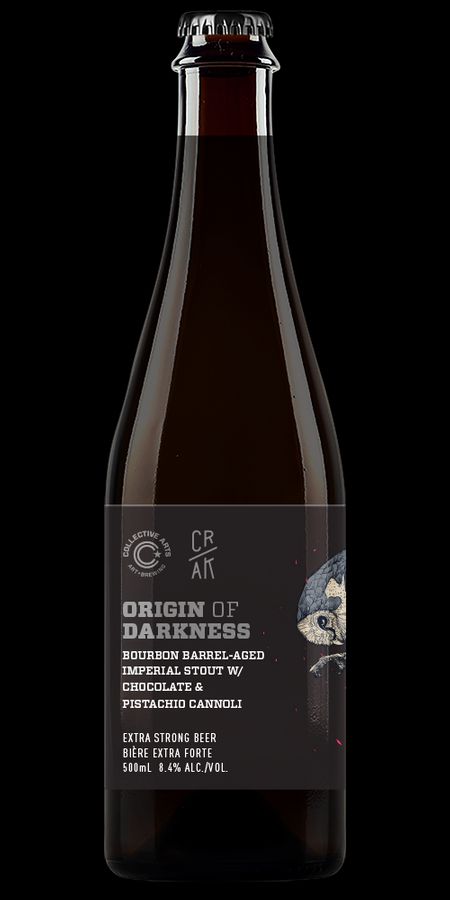 COLLECTIVE ARTS
ART • BREWING
CR
AK
ORIGIN OF
DARKNESS
BOURBON BARREL-AGED
IMPERIAL STOUT W/
CHOCOLATE &
PISTACHIO CANNOLI
EXTRA STRONG BEER
BIÈRE EXTRA FORTE
500mL 8.4% ALC./VOL.